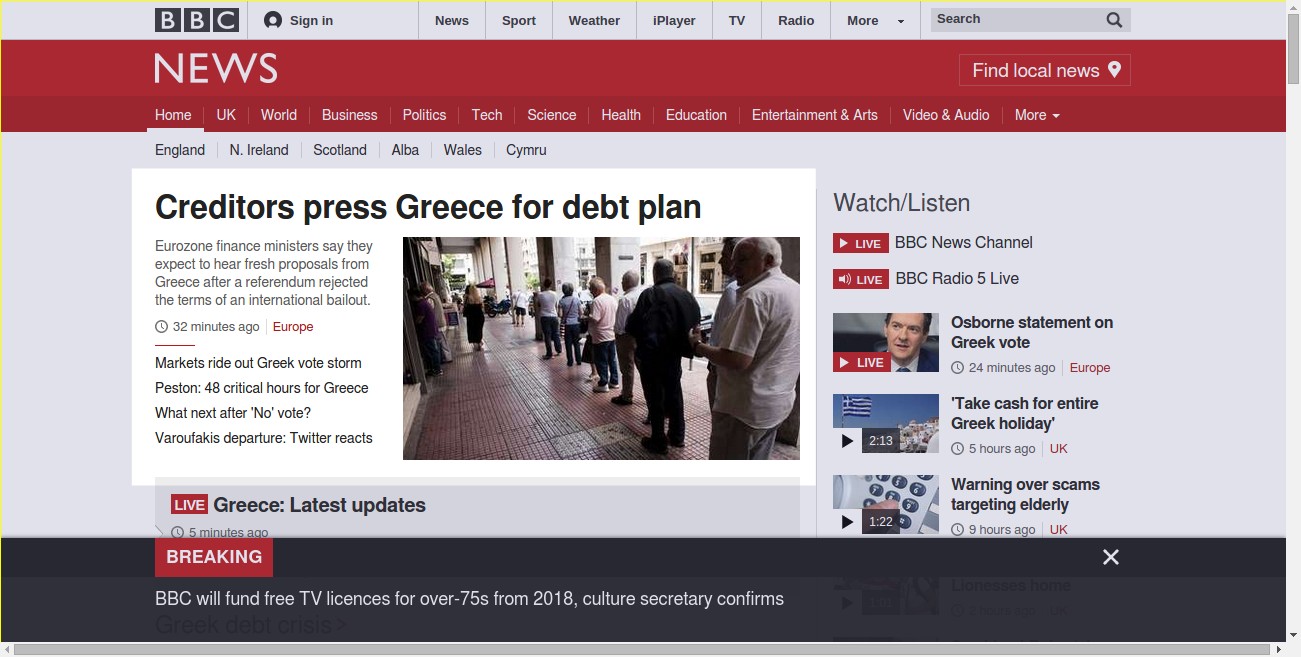 BBC
Sign in
News
Sport
Weather
iPlayer
TV
Radio
More
Search
NEWS
Find local news
Home
UK
World
Business
Politics
Tech
Science
Health
Education
Entertainment & Arts
Video & Audio
More
England
N. Ireland
Scotland
Alba
Wales
Cymru
Creditors press Greece for debt plan
Eurozone finance ministers say they
expect to hear fresh proposals from
Greece after a referendum rejected
the terms of an international bailout.
32 minutes ago
Europe
Markets ride out Greek vote storm
Peston: 48 critical hours for Greece
What next after 'No' vote?
Varoufakis departure: Twitter reacts
LIVE Greece: Latest updates
5 minutes ago
Watch/Listen
LIVE BBC News Channel
LIVE BBC Radio 5 Live
LIVE
Osborne statement on
Greek vote
24 minutes ago
Europe
2:13
'Take cash for entire
Greek holiday'
5 hours ago
UK
1:22
Warning over scams
targeting elderly
9 hours ago
UK
Lionesses home
BREAKING
BBC will fund free TV licences for over-75s from 2018, culture secretary confirms
Greek debt crisis >